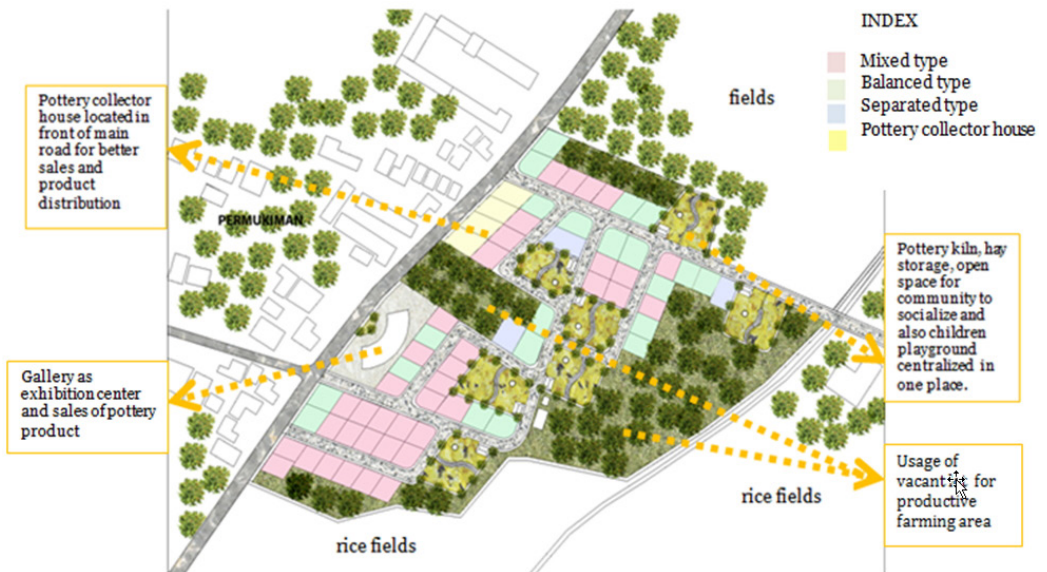 INDEX
Mixed type
Balanced type
Separated type
Pottery collector house
fields
Pottery collector
house located in
front of main
road for better
sales and
product
distribution
PERMUKIMAN
Pottery kiln, hay
storage, open
space for
community to
socialize and
also children
playground
centralized in
one place.
Gallery as
exhibition center
and sales of pottery
product
Usage of
vacant for
productive
farming area
rice fields
rice fields